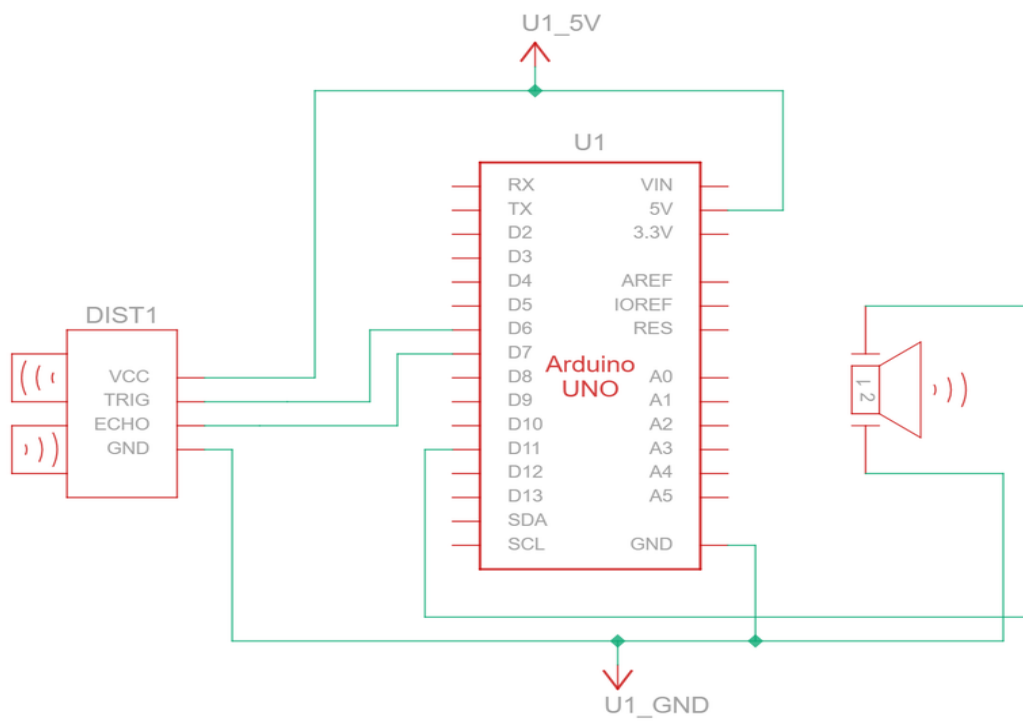 U1_5V
U1
RX
VIN
TX
5V
D2
3.3V
D3
D4
AREF
D5
IOREF
DIST1
D6
RES
D7
Arduino
UNO
VCC
D8
A0
TRIG
D9
A1
1 2
ECHO
D10
A2
GND
D11
A3
D12
A4
D13
A5
SDA
SCL
GND
U1_GND